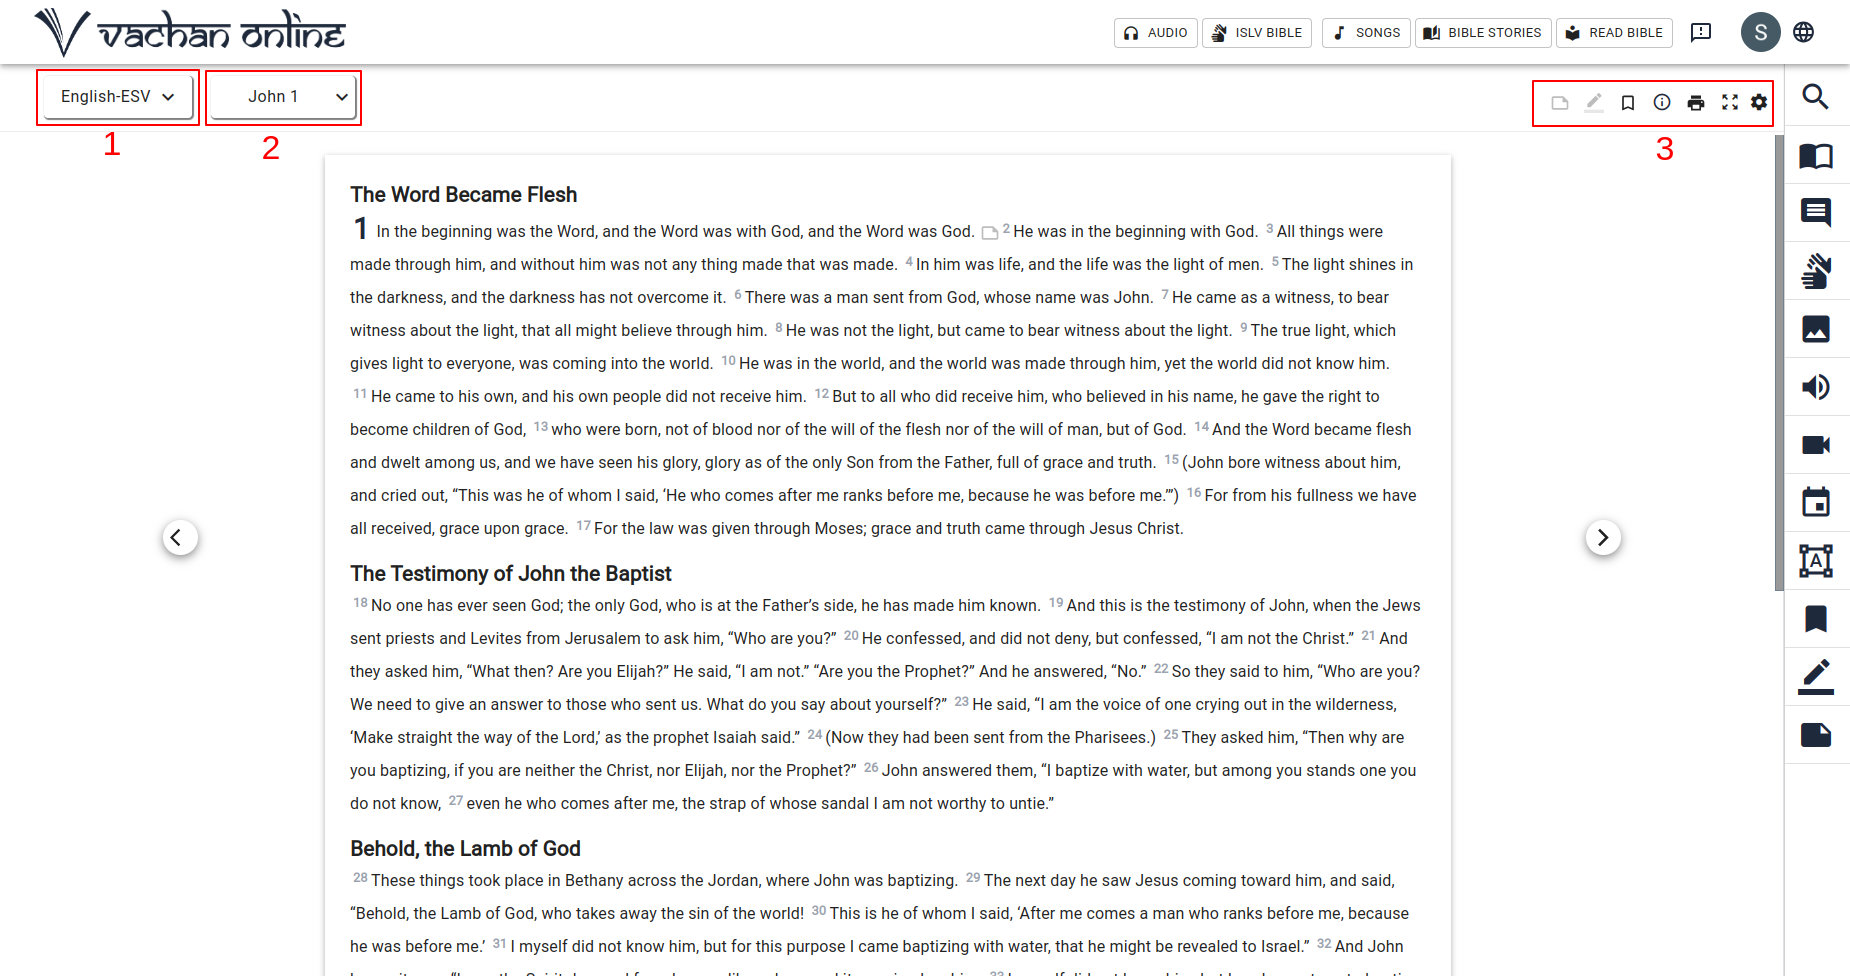 vachan online
AUDIO
ISLV BIBLE
SONGS
BIBLE STORIES
READ BIBLE
S
English-ESV
John 1
1
2
3
The Word Became Flesh
1 In the beginning was the Word, and the Word was with God, and the Word was God. 2 He was in the beginning with God. 3 All things were
made through him, and without him was not any thing made that was made. 4 In him was life, and the life was the light of men. 5 The light shines in
the darkness, and the darkness has not overcome it. 6 There was a man sent from God, whose name was John. 7 He came as a witness, to bear
witness about the light, that all might believe through him. 8 He was not the light, but came to bear witness about the light. 9 The true light, which
gives light to everyone, was coming into the world. 10 He was in the world, and the world was made through him, yet the world did not know him.
11 He came to his own, and his own people did not receive him. 12 But to all who did receive him, who believed in his name, he gave the right to
become children of God, 13 who were born, not of blood nor of the will of the flesh nor of the will of man, but of God. 14 And the Word became flesh
and dwelt among us, and we have seen his glory, glory as of the only Son from the Father, full of grace and truth. 15 (John bore witness about him,
and cried out, “This was he of whom I said, ‘He who comes after me ranks before me, because he was before me.’”) 16 For from his fullness we have
all received, grace upon grace. 17 For the law was given through Moses; grace and truth came through Jesus Christ.
The Testimony of John the Baptist
18 No one has ever seen God; the only God, who is at the Father’s side, he has made him known. 19 And this is the testimony of John, when the Jews
sent priests and Levites from Jerusalem to ask him, “Who are you?” 20 He confessed, and did not deny, but confessed, “I am not the Christ.” 21 And
they asked him, “What then? Are you Elijah?” He said, “I am not.” “Are you the Prophet?” And he answered, “No.” 22 So they said to him, “Who are you?
We need to give an answer to those who sent us. What do you say about yourself?” 23 He said, “I am the voice of one crying out in the wilderness,
‘Make straight the way of the Lord,’ as the prophet Isaiah said.” 24 (Now they had been sent from the Pharisees.) 25 They asked him, “Then why are
you baptizing, if you are neither the Christ, nor Elijah, nor the Prophet?” 26 John answered them, “I baptize with water, but among you stands one you
do not know, 27 even he who comes after me, the strap of whose sandal I am not worthy to untie.”
Behold, the Lamb of God
28 These things took place in Bethany across the Jordan, where John was baptizing. 29 The next day he saw Jesus coming toward him, and said,
“Behold, the Lamb of God, who takes away the sin of the world! 30 This is he of whom I said, ‘After me comes a man who ranks before me, because
he was before me.’ 31 I myself did not know him, but for this purpose I came baptizing with water, that he might be revealed to Israel.” 32 And John
A